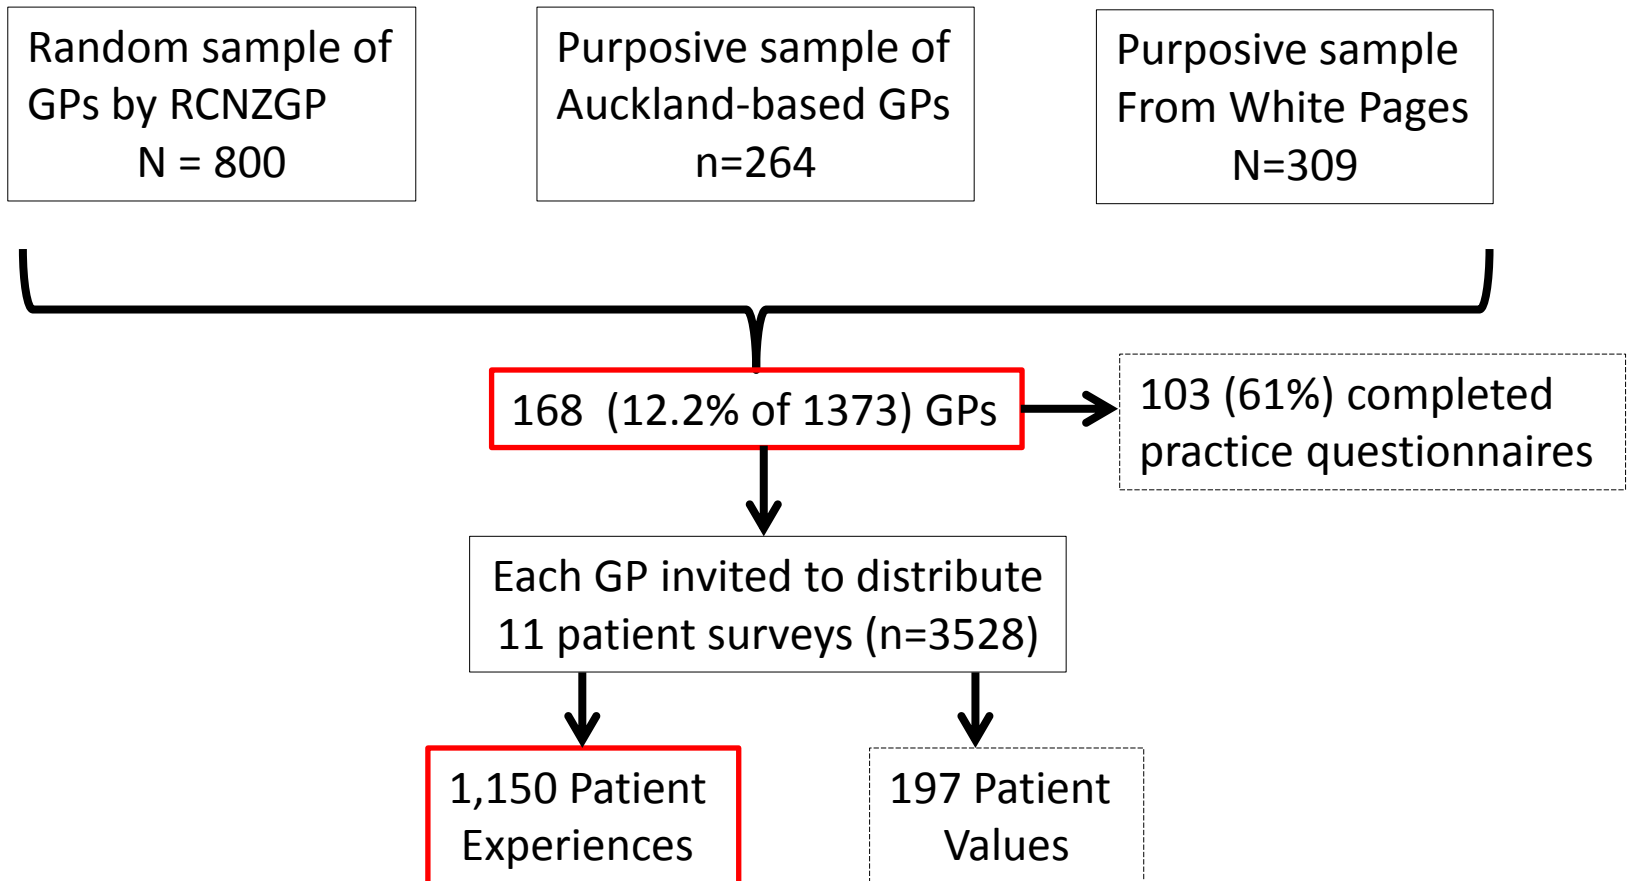 Random sample of
GPs by RCNZGP
N = 800
Purposive sample of
Auckland-based GPs
n=264
Purposive sample
From White Pages
N=309
168 (12.2% of 1373) GPs
103 (61%) completed
practice questionnaires
Each GP invited to distribute
11 patient surveys (n=3528)
1,150 Patient
Experiences
197 Patient
Values